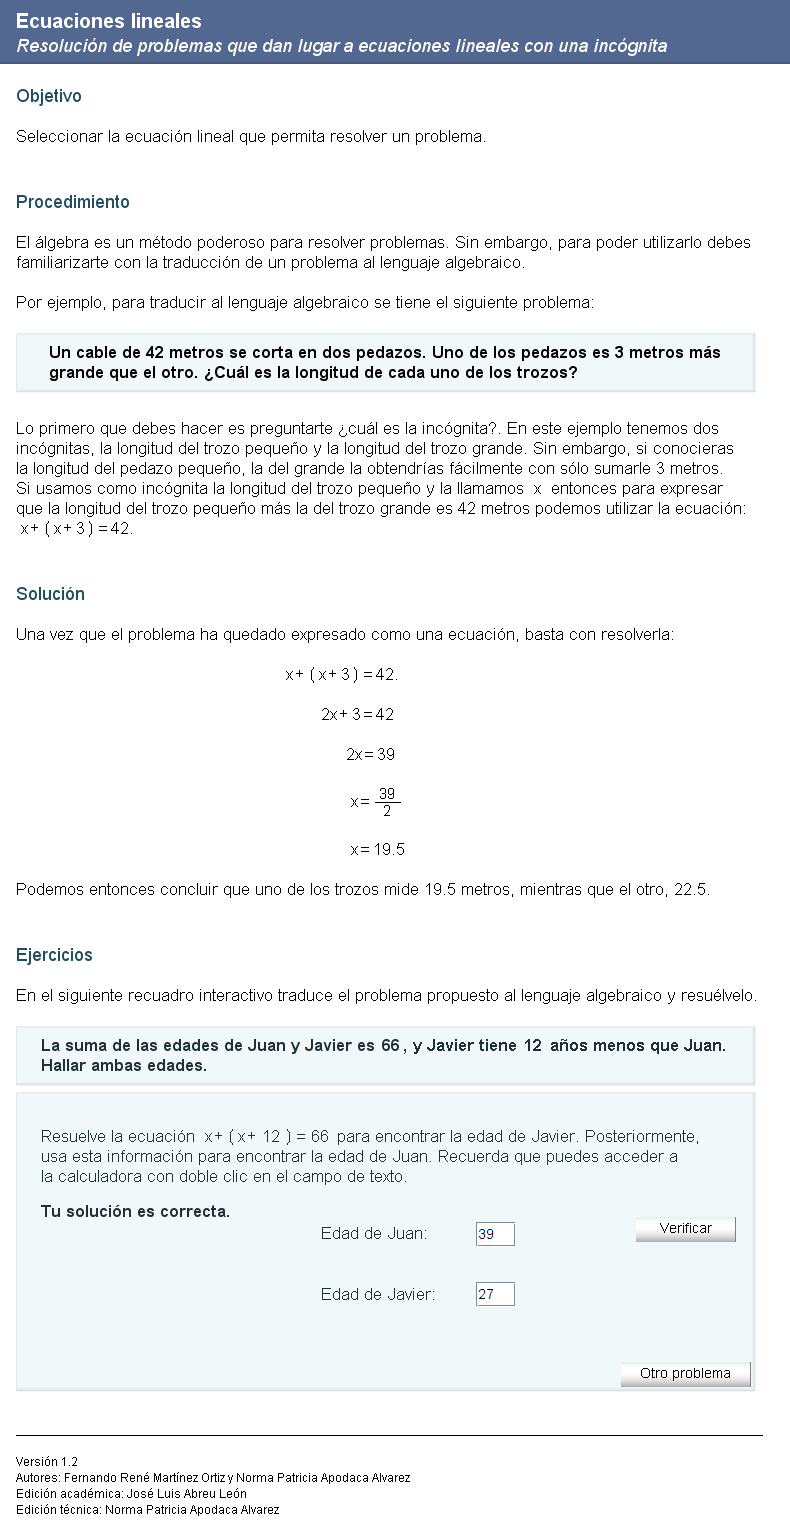 Ecuaciones lineales
Resolución de problemas que dan lugar a ecuaciones lineales con una incógnita
Objetivo
Seleccionar la ecuación lineal que permita resolver un problema.
Procedimiento
El álgebra es un método poderoso para resolver problemas. Sin embargo, para poder utilizarlo debes
familiarizarte con la traducción de un problema al lenguaje algebraico.
Por ejemplo, para traducir al lenguaje algebraico se tiene el siguiente problema:
Un cable de 42 metros se corta en dos pedazos. Uno de los pedazos es 3 metros más
grande que el otro. ¿Cuál es la longitud de cada uno de los trozos?
Lo primero que debes hacer es preguntarte ¿cuál es la incógnita?. En este ejemplo tenemos dos
incógnitas, la longitud del trozo pequeño y la longitud del trozo grande. Sin embargo, si conocieras
la longitud del pedazo pequeño, la del grande la obtendrías fácilmente con sólo sumarle 3 metros.
Si usamos como incógnita la longitud del trozo pequeño y la llamamos x entonces para expresar
que la longitud del trozo pequeño más la del trozo grande es 42 metros podemos utilizar la ecuación:
x+ (x+3) =42.
Solución
Una vez que el problema ha quedado expresado como una ecuación, basta con resolverla:
x+ (x+3) =42.
2x+3=42
2x=39
x= 39/2
x=19.5
Podemos entonces concluir que uno de los trozos mide 19.5 metros, mientras que el otro, 22.5.
Ejercicios
En el siguiente recuadro interactivo traduce el problema propuesto al lenguaje algebraico y resuélvelo.
La suma de las edades de Juan y Javier es 66, y Javier tiene 12 años menos que Juan.
Hallar ambas edades.
Resuelve la ecuación x+ (x+ 12 ) = 66 para encontrar la edad de Javier. Posteriormente,
usa esta información para encontrar la edad de Juan. Recuerda que puedes acceder a
la calculadora con doble clic en el campo de texto.
Tu solución es correcta.
Edad de Juan: 39 Verificar
Edad de Javier: 27
Otro problema
Versión 1.2
Autores: Fernando René Martínez Ortiz y Norma Patricia Apodaca Alvarez
Edición académica: José Luis Abreu León
Edición técnica: Norma Patricia Apodaca Alvarez